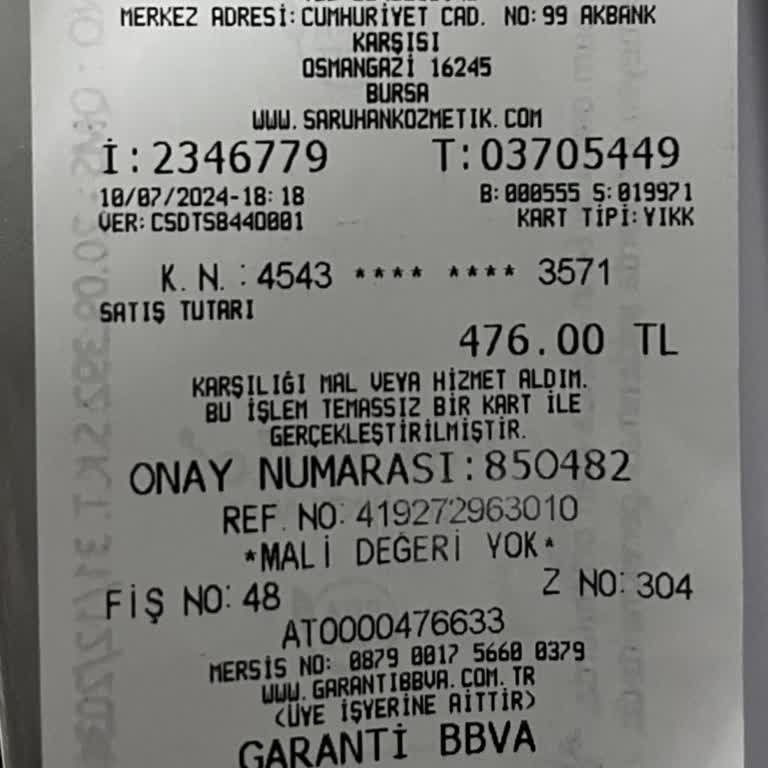 MERKEZ ADRESİ: CUMHURİYET CAD. NO: 99 AKBANK
KARŞISI
OSMANGAZİ 16245
BURSA
WWW.SARUHANKOZMETIK.COM
İ:2346779 T:03705449
10/07/2024-18:18 B:000555 S:019971
VER:CSDTS8440001 KART TİPİ:YIKK
K.N.:4543 **** **** 3571
SATIŞ TUTARI
476.00 TL
KARŞILIĞI MAL VEYA HİZMET ALDIM.
BU İŞLEM TEMASSIZ BİR KART İLE
GERÇEKLEŞTİRİLMİŞTİR.
ONAY NUMARASI:850482
REF.NO:419272963010
*MALİ DEĞERİ YOK*
FİŞ NO:48 Z NO:304
AT0000476633
MERSİS NO: 0879 0017 5660 0379
WWW.GARANTIBBVA.COM.TR
(ÜYE İŞYERİNE AİTTİR)
GARANTİ BBVA